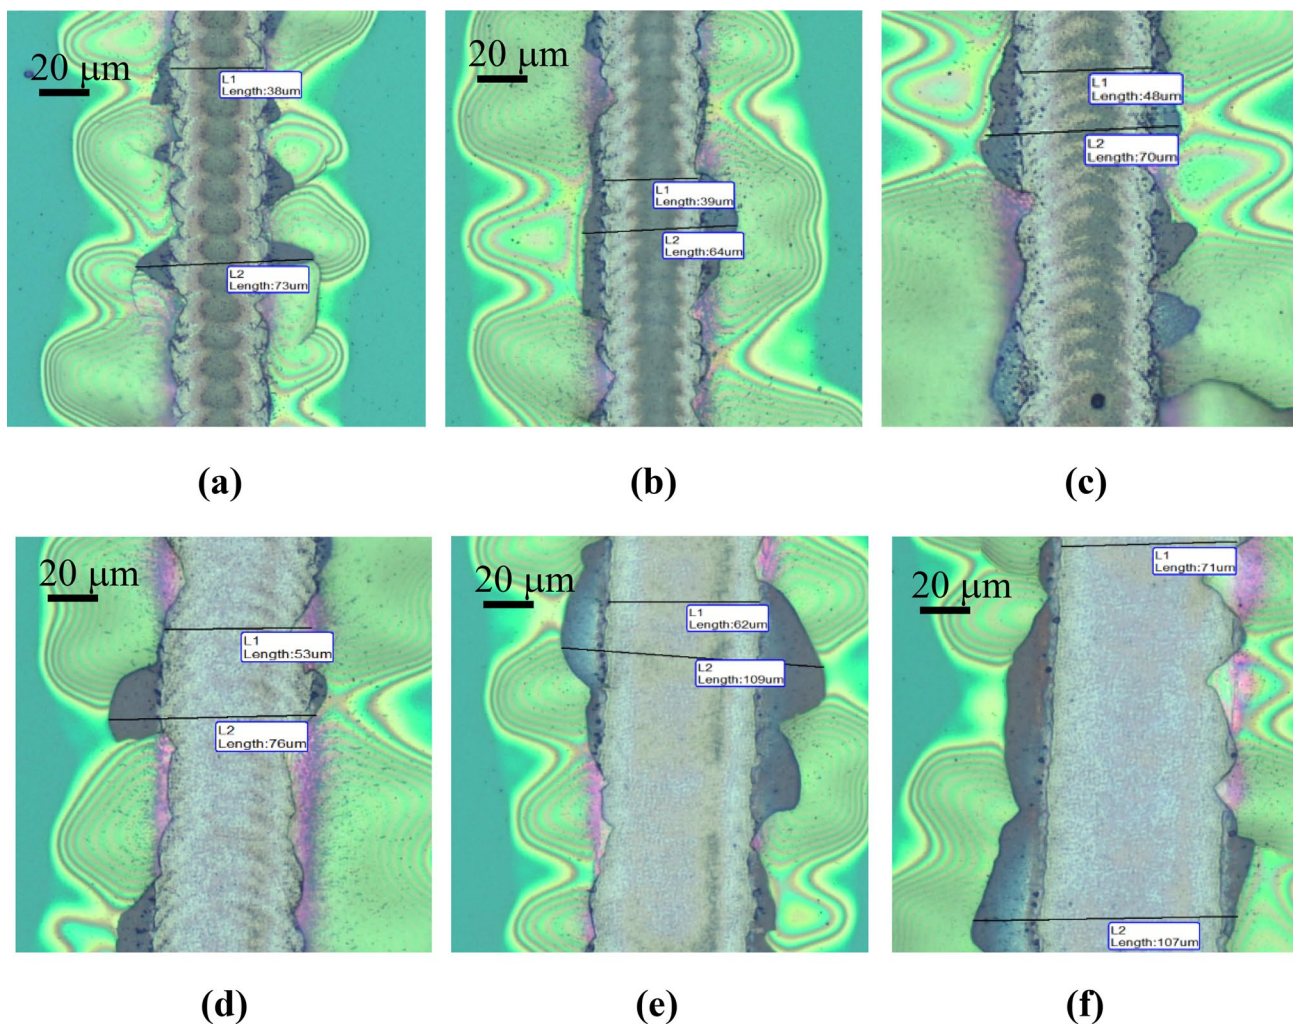 20 μm
L1
Length:38um
L2
Length:73um
(a)
20 μm
L1
Length:39um
L2
Length:64um
(b)
20 μm
L1
Length:48um
L2
Length:70um
(c)
20 μm
L1
Length:53um
L2
Length:76um
(d)
20 μm
L1
Length:62um
L2
Length:109um
(e)
20 μm
L1
Length:71um
L2
Length:107um
(f)